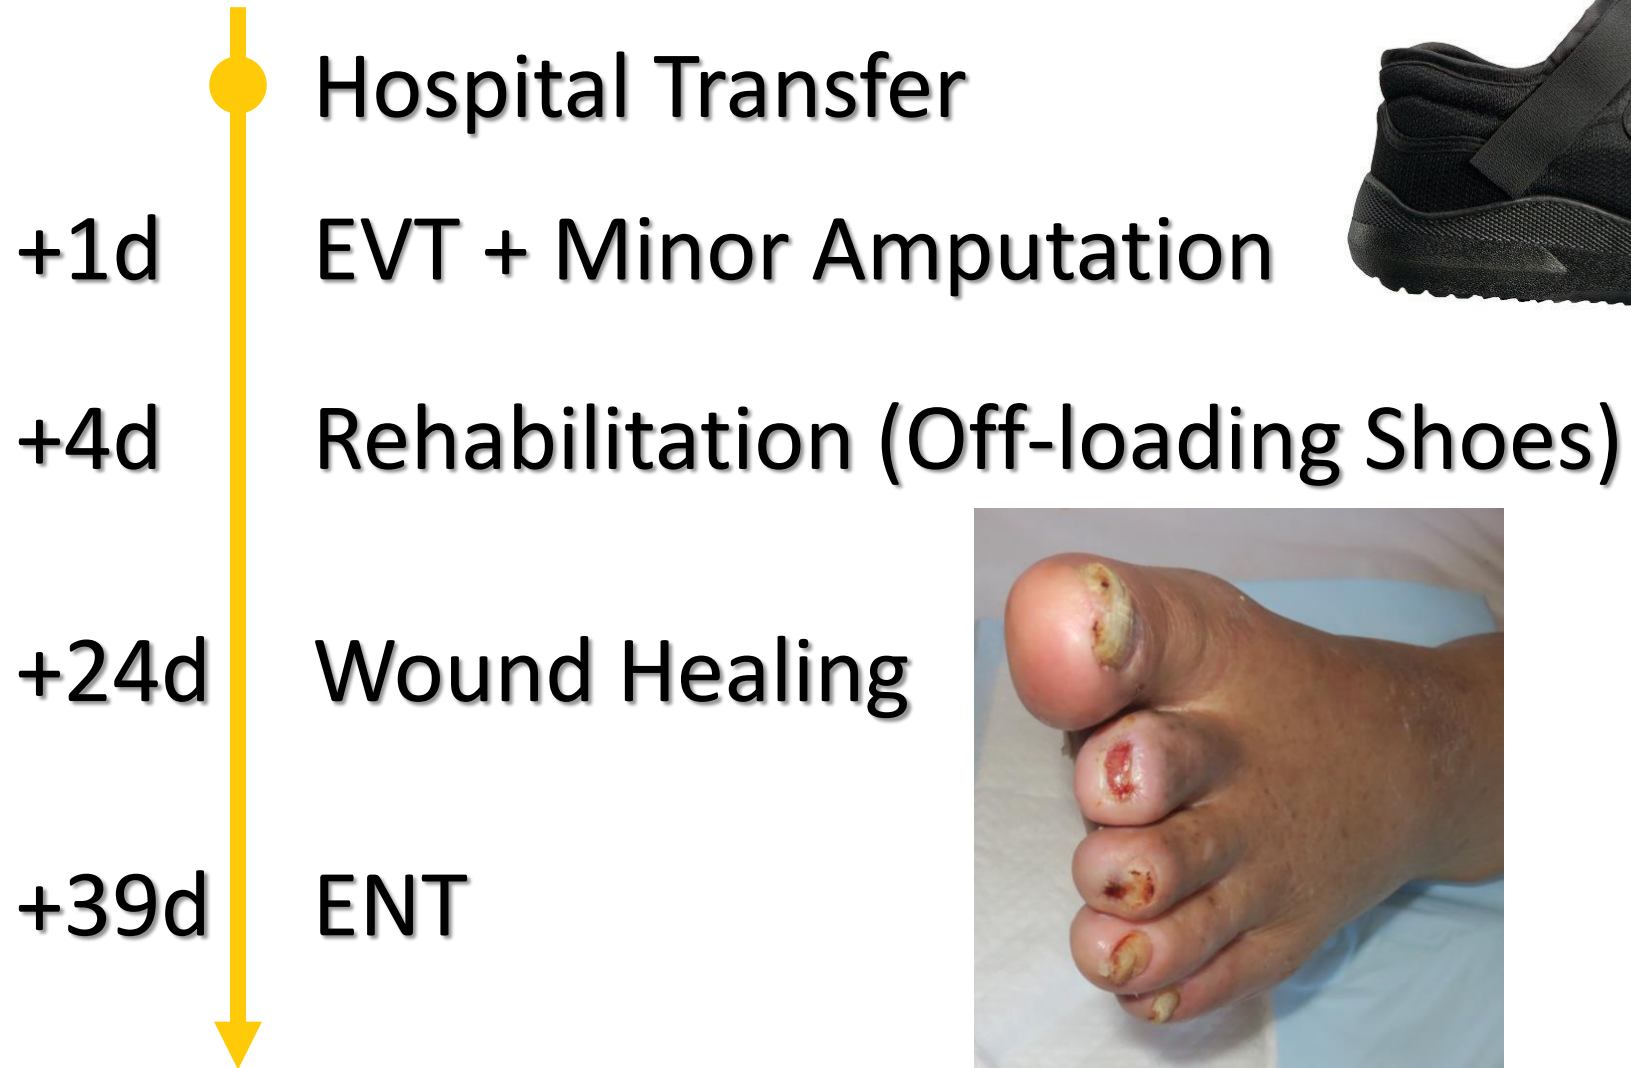 Hospital Transfer
+1d EVT + Minor Amputation
+4d Rehabilitation (Off-loading Shoes)
+24d Wound Healing
+39d ENT